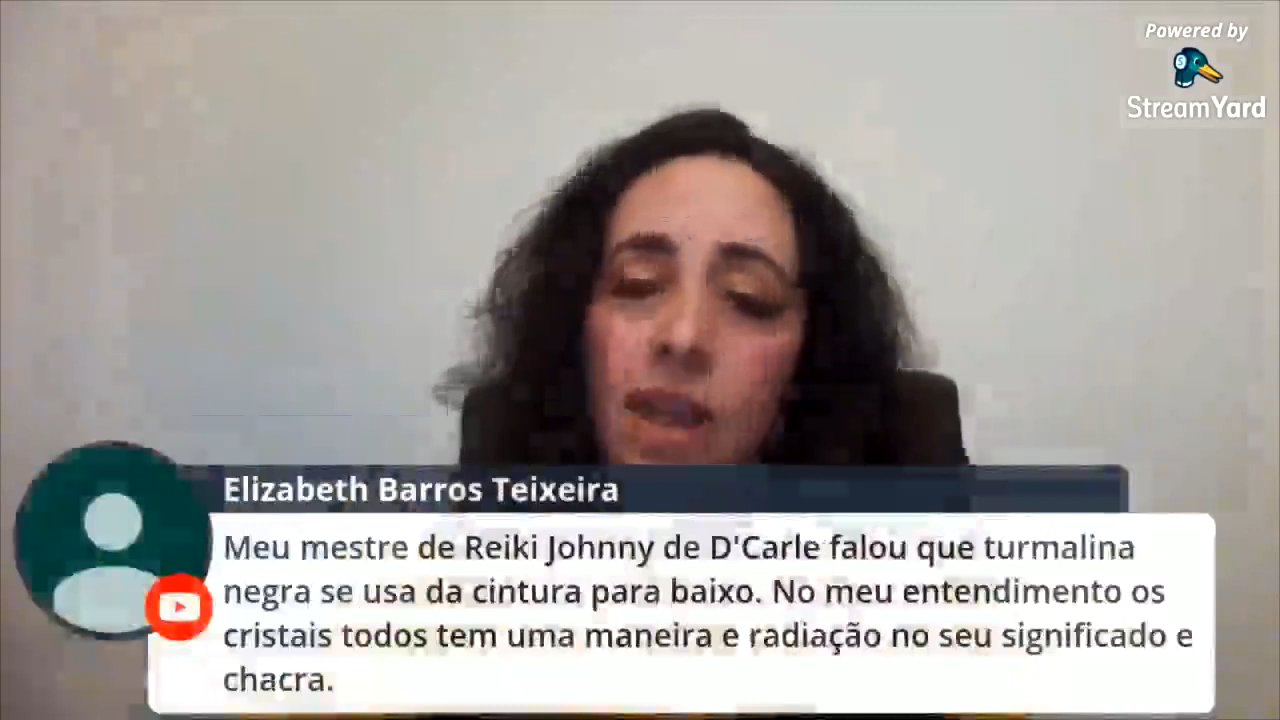 Powered by
StreamYard
Elizabeth Barros Teixeira
Meu mestre de Reiki Johnny de D'Carle falou que turmalina
negra se usa da cintura para baixo. No meu entendimento os
cristais todos tem uma maneira e radiação no seu significado e
chacra.